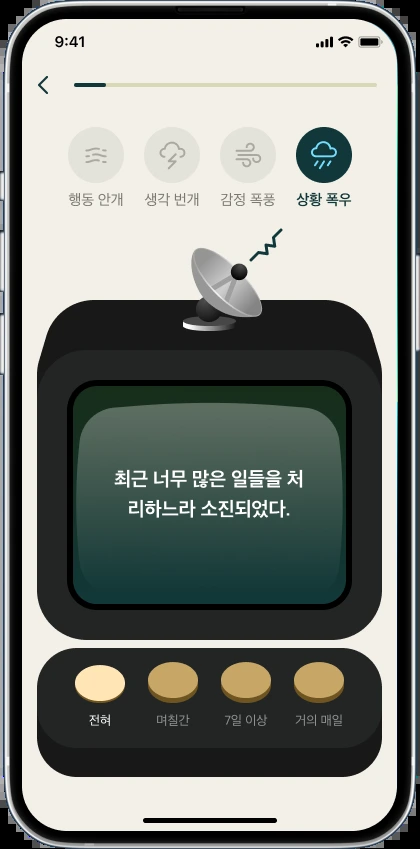 9:41
행동 안개
생각 번개
감정 폭풍
상황 폭우
최근 너무 많은 일들을 처
리하느라 소진되었다.
전혀
며칠간
7일 이상
거의 매일